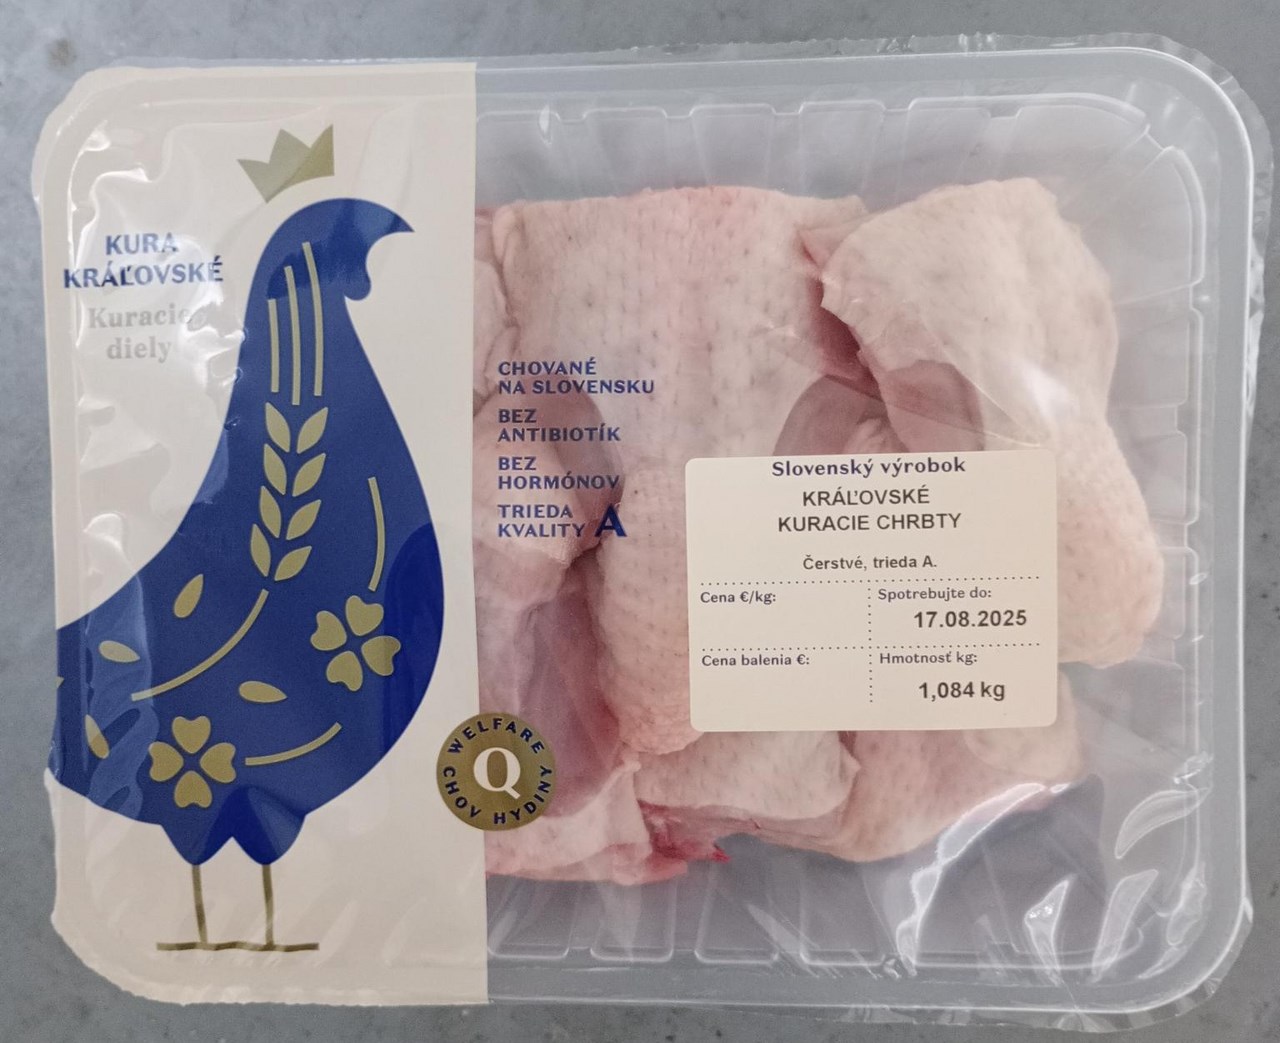 KURA
KRÁĽOVSKÉ
Kuracie
diely
CHOVANÉ
NA SLOVENSKU
BEZ
ANTIBIOTÍK
BEZ
HORMÓNOV
TRIEDA
KVALITY A
WELFARE
Q
CHOV HYDINY
Slovenský výrobok
KRÁĽOVSKÉ
KURACIE CHRBTY
Čerstvé, trieda A.
Cena €/kg:
Spotrebujte do:
17.08.2025
Cena balenia €:
Hmotnosť kg:
1,084 kg